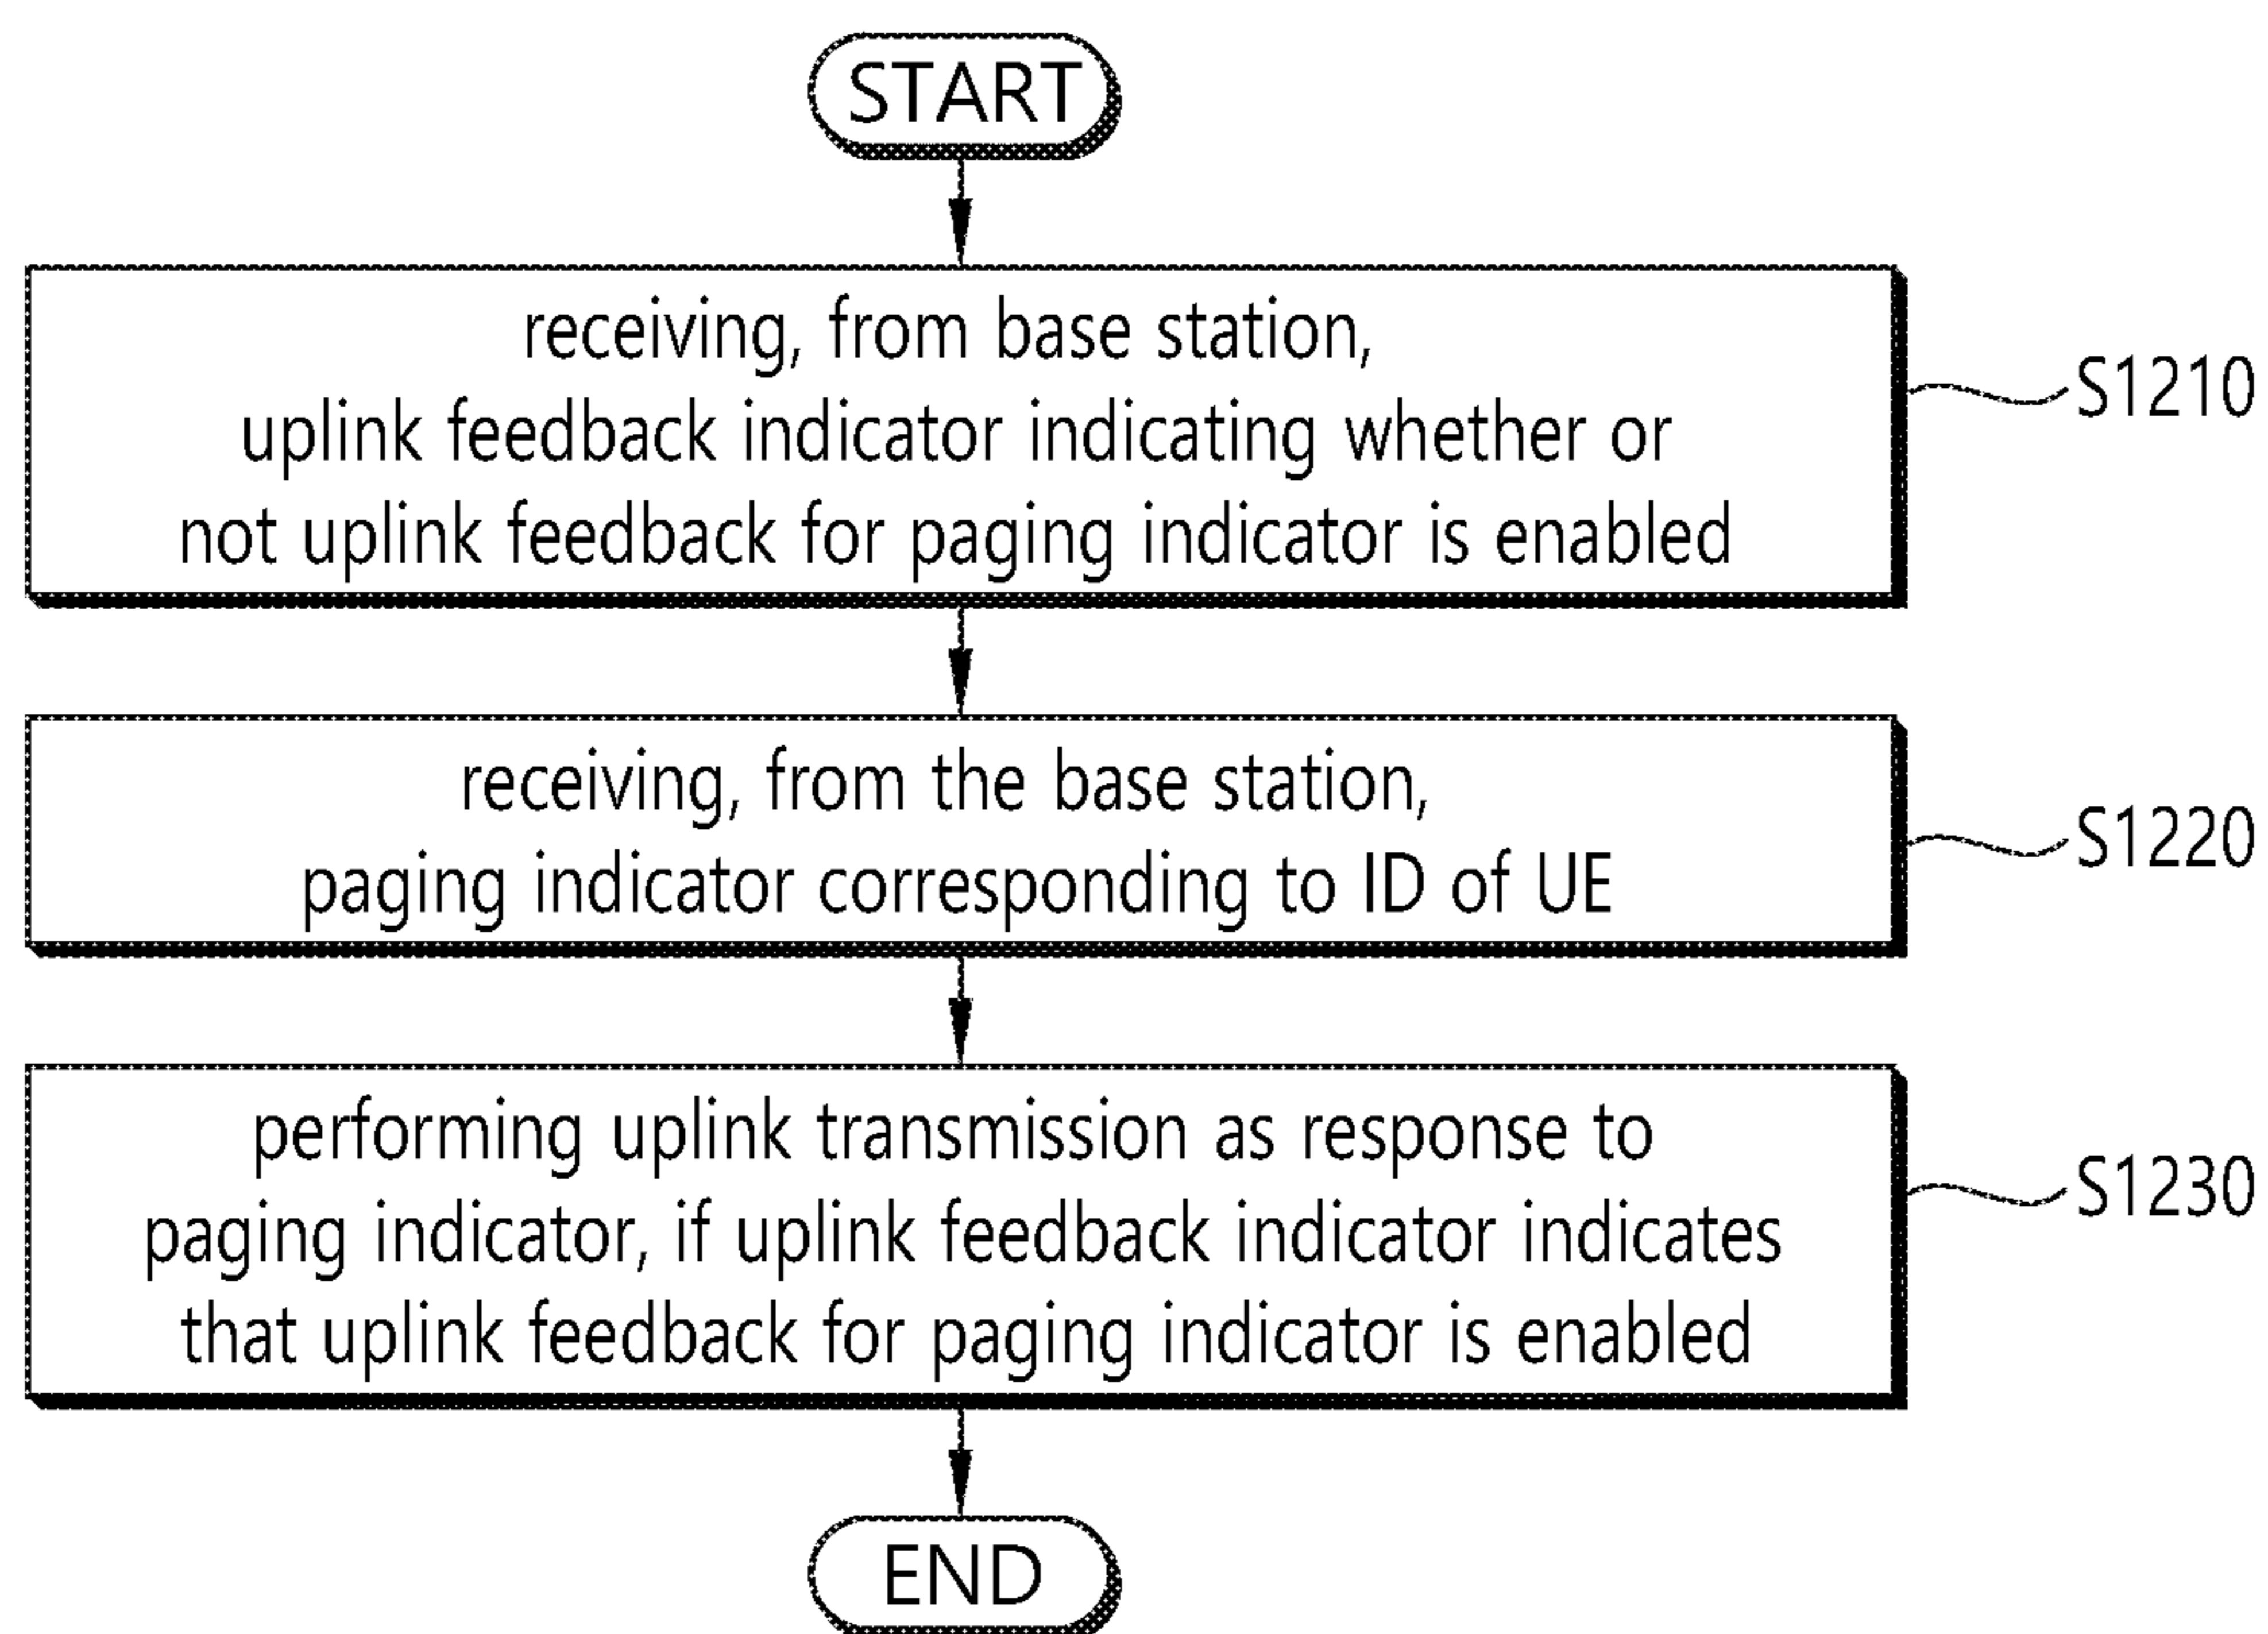 START
receiving, from base station,
uplink feedback indicator indicating whether or
not uplink feedback for paging indicator is enabled
S1210
receiving, from the base station,
paging indicator corresponding to ID of UE
S1220
performing uplink transmission as response to
paging indicator, if uplink feedback indicator indicates
that uplink feedback for paging indicator is enabled
S1230
END